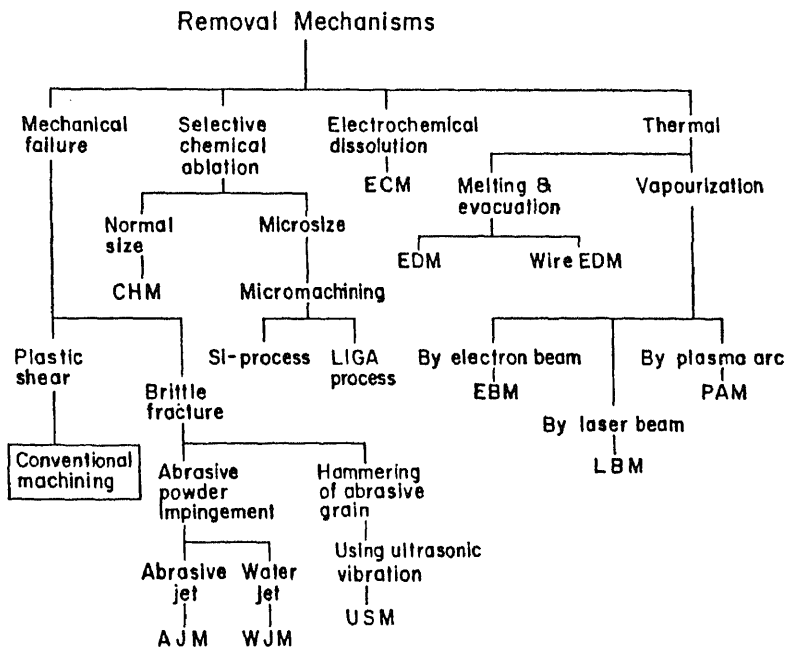 Removal Mechanisms
Mechanical
failure
Selective
chemical
ablation
Electrochemical
dissolution
Thermal
ECM
Melting &
evacuation
Vapourization
Normal
size
Microsize
EDM
Wire EDM
CHM
Micromachining
Plastic
shear
Si-process
LIGA
process
By electron beam
EBM
By plasma arc
PAM
Brittle
fracture
By laser beam
LBM
Conventional
machining
Abrasive
powder
impingement
Hammering
of abrasive
grain
Using ultrasonic
vibration
Abrasive
jet
Water
jet
USM
AJM
WJM